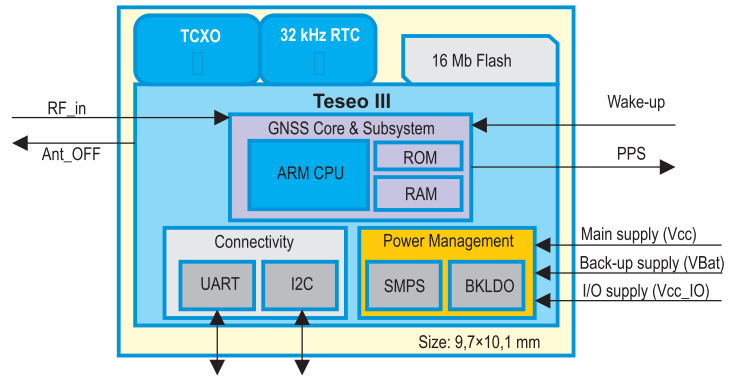 TCXO
32 kHz RTC
16 Mb Flash
Teseo III
RF_in
Wake-up
GNSS Core & Subsystem
Ant_OFF
PPS
ARM CPU
ROM
RAM
Connectivity
Power Management
Main supply (Vcc)
Back-up supply (VBat)
UART
I2C
SMPS
BKLDO
I/O supply (Vcc_IO)
Size: 9,7×10,1 mm